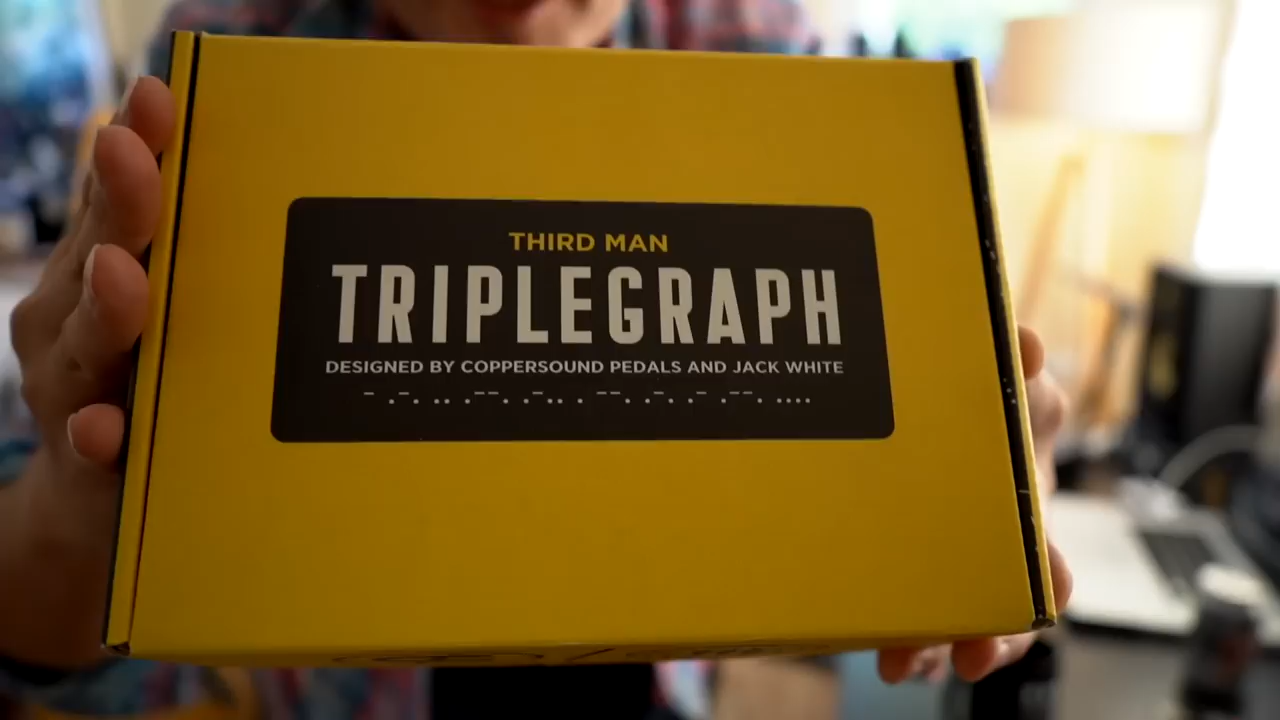 THIRD MAN
TRIPLEGRAPH
DESIGNED BY COPPERSOUND PEDALS AND JACK WHITE
- .-. .. .--. .-.. . --. .-. .- .--. ....